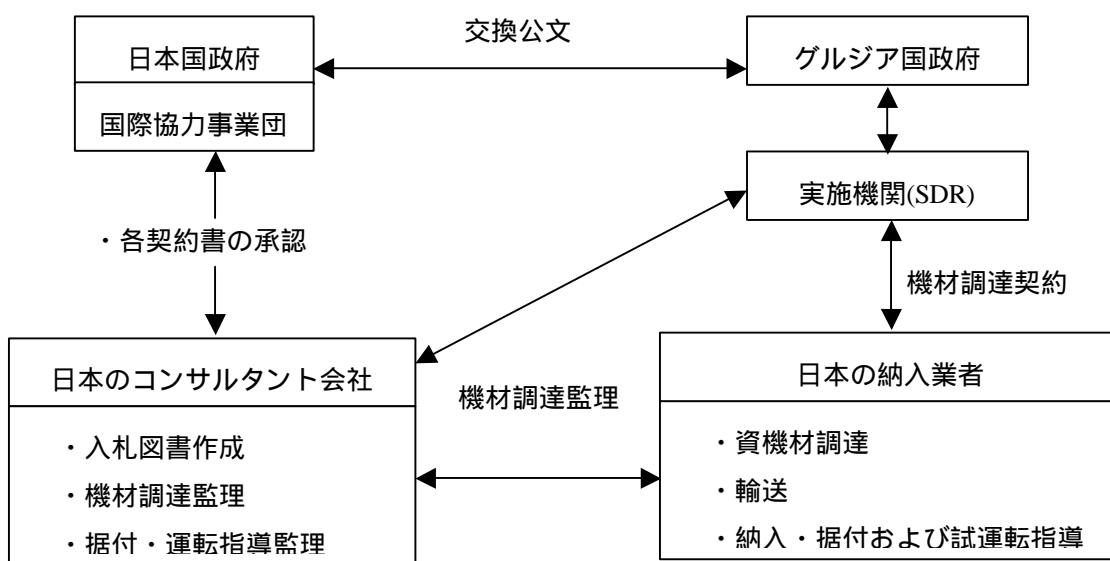 交換公文
日本国政府
グルジア国政府
国際協力事業団
実施機関(SDR)
・各契約書の承認
機材調達契約
日本のコンサルタント会社
日本の納入業者
機材調達監理
・入札図書作成
・機材調達監理
・据付・運転指導監理
・資機材調達
・輸送
・納入・据付および試運転指導